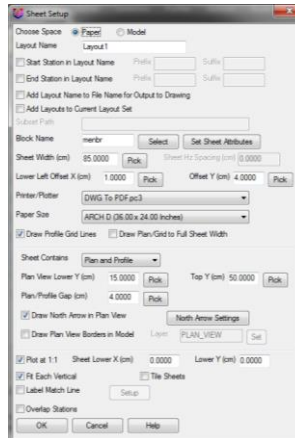 Sheet Setup
Choose Space Paper Model
Layout Name Layout1
Start Station in Layout Name Prefix Suffix
End Station in Layout Name Prefix Suffix
Add Layout Name to File Name for Output to Drawing
Add Layouts to Current Layout Set
Subset Path
Block Name menbr Select Set Sheet Attributes
Sheet Width (cm) 85.0000 Pick Sheet Hz Spacing (cm) 0.0000
Lower Left Offset X(cm) 1.0000 Pick Offset Y (cm) 4.0000 Pick
Printer/Plotter DWG To PDF.pc3
Paper Size ARCH D (36.00 x 24.00 Inches)
Draw Profile Grid Lines Draw Plan/Grid to Full Sheet Width
Sheet Contains Plan and Profile
Plan View Lower Y (cm) 15.0000 Pick Top Y (cm) 50.0000 Pick
Plan/Profile Gap (cm) 4.0000 Pick
Draw North Arrow in Plan View North Arrow Settings
Draw Plan View Borders in Model Layer PLAN_VIEW Set
Plot at 1:1 Sheet Lower X (cm) 0.0000 Lower Y (cm) 0.0000
Fit Each Vertical Tile Sheets
Label Match Line Setup
Overlap Stations
OK Cancel Help